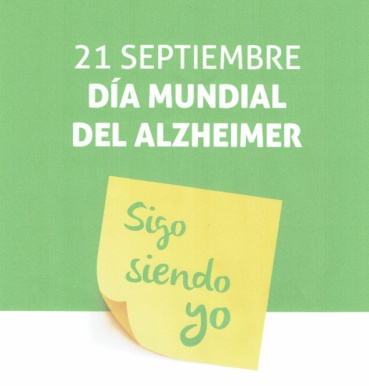 21 SEPTIEMBRE
DÍA MUNDIAL
DEL ALZHEIMER
Sigo
siendo
yo